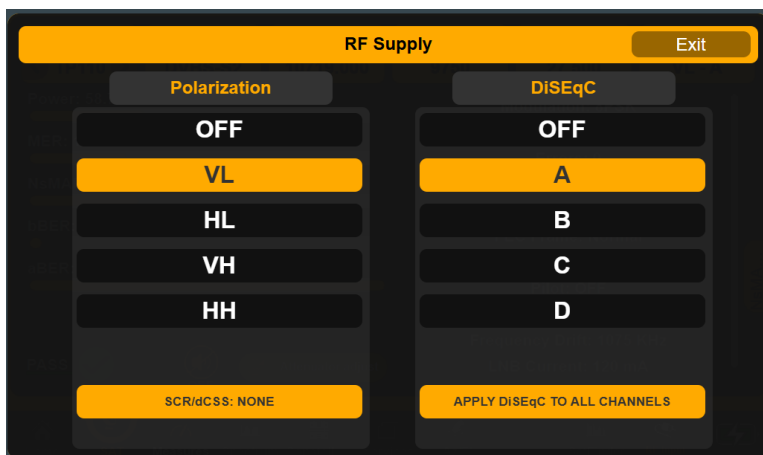 RF Supply
Exit
Polarization
OFF
VL
HL
VH
HH
SCR/dCSS: NONE
DiSEqC
OFF
A
B
C
D
APPLY DiSEqC TO ALL CHANNELS